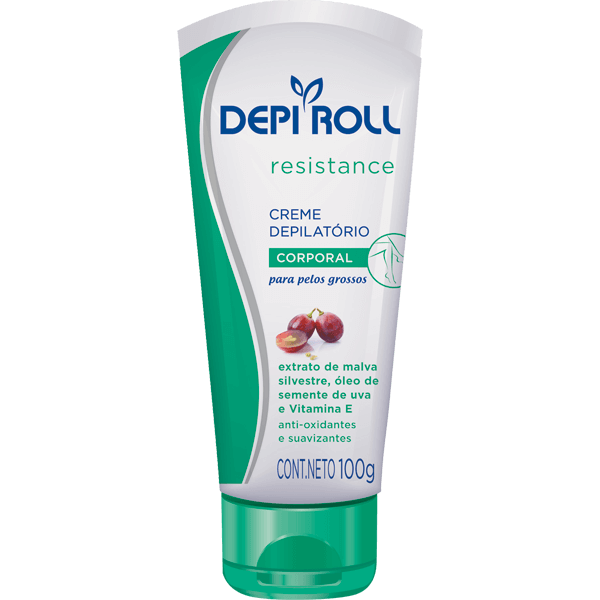 DEPI ROLL
resistance
CREME
DEPILATÓRIO
CORPORAL
para pelos grossos
extrato de malva
silvestre, óleo de
semente de uva
e Vitamina E
anti-oxidantes
e suavizantes
CONT.NETO 100g